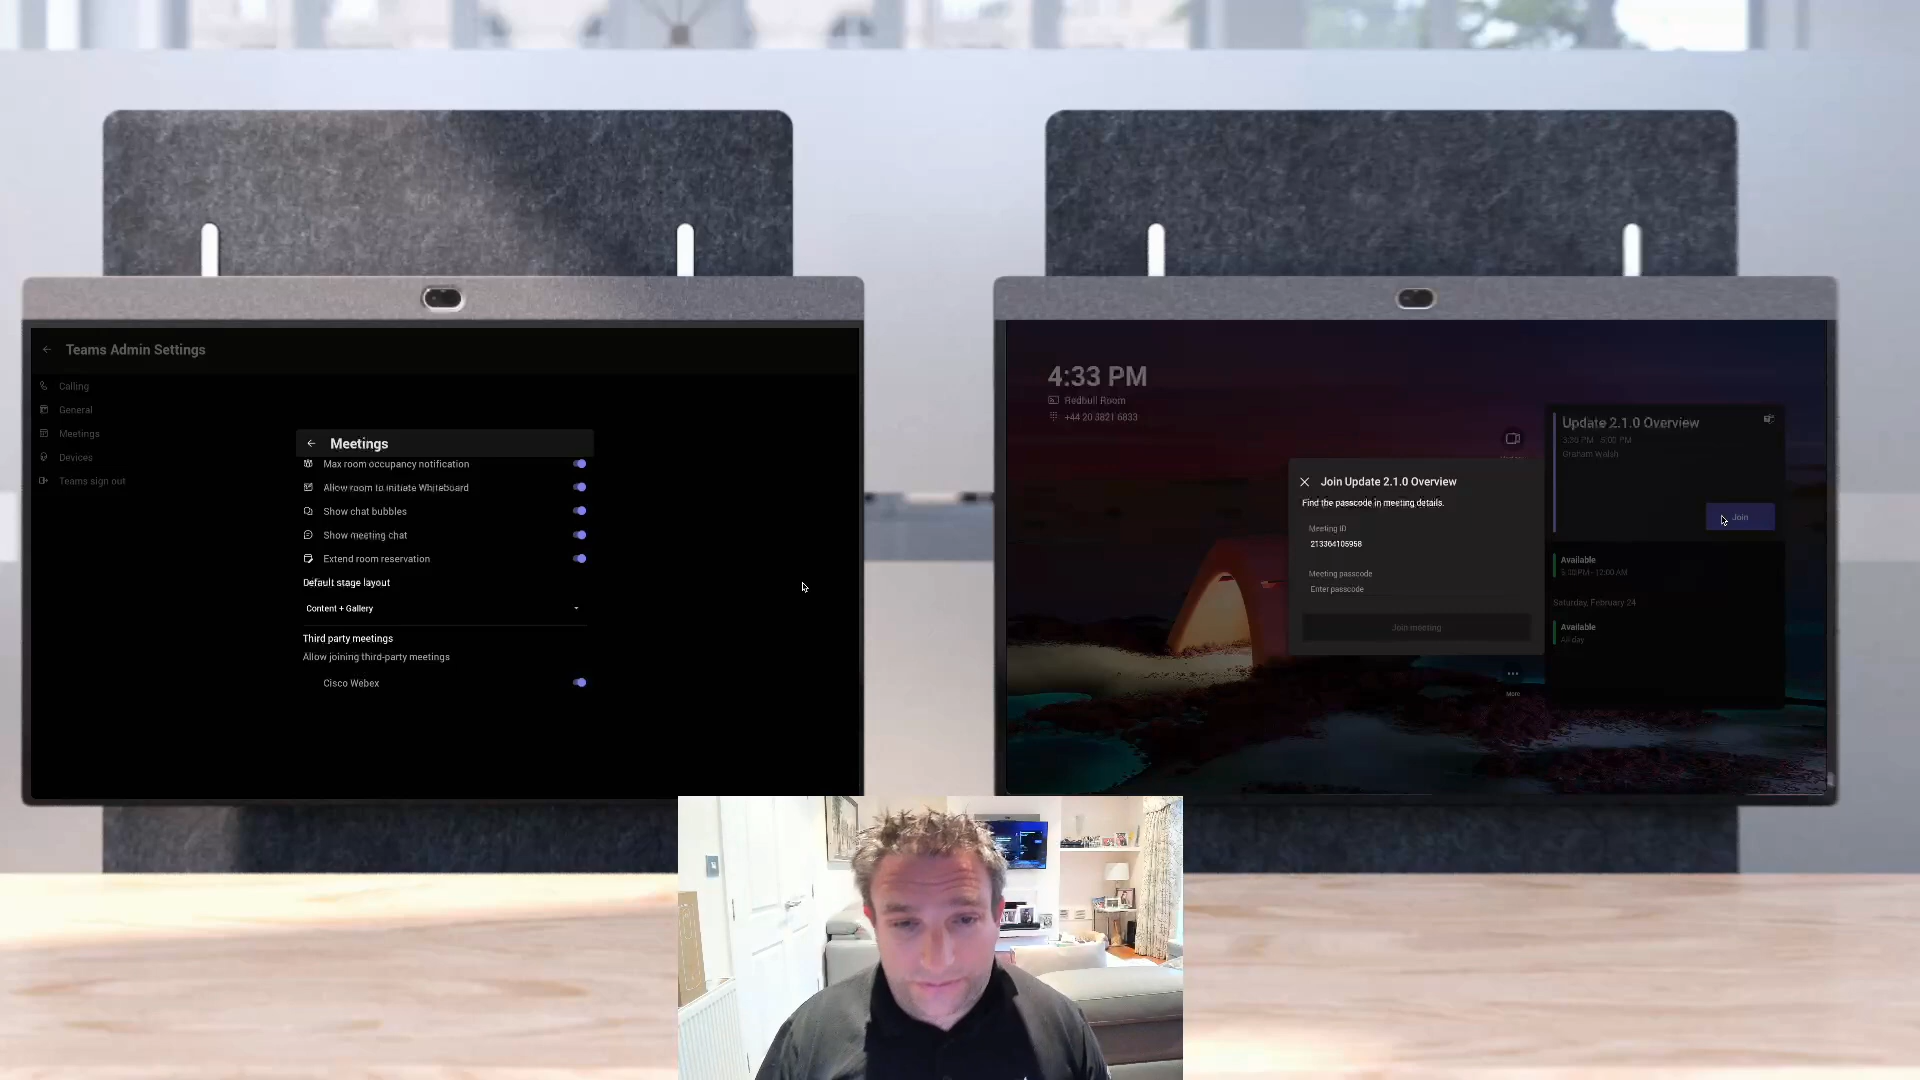 Teams Admin Settings
Calling
General
Meetings
Devices
Teams sign out
Meetings
Max room occupancy notification
Allow room to initiate Whiteboard
Show chat bubbles
Show meeting chat
Extend room reservation
Default stage layout
Content + Gallery
Third party meetings
Allow joining third-party meetings
Cisco Webex
4:33 PM
Redbull Room
+44 20 3821 6833
Update 2.1.0 Overview
Graham Walsh
Join
Join Update 2.1.0 Overview
Find the passcode in meeting details.
Meeting ID
213364105958
Meeting passcode
Enter passcode
Join meeting
Available
Saturday, February 24
Available
All day
More